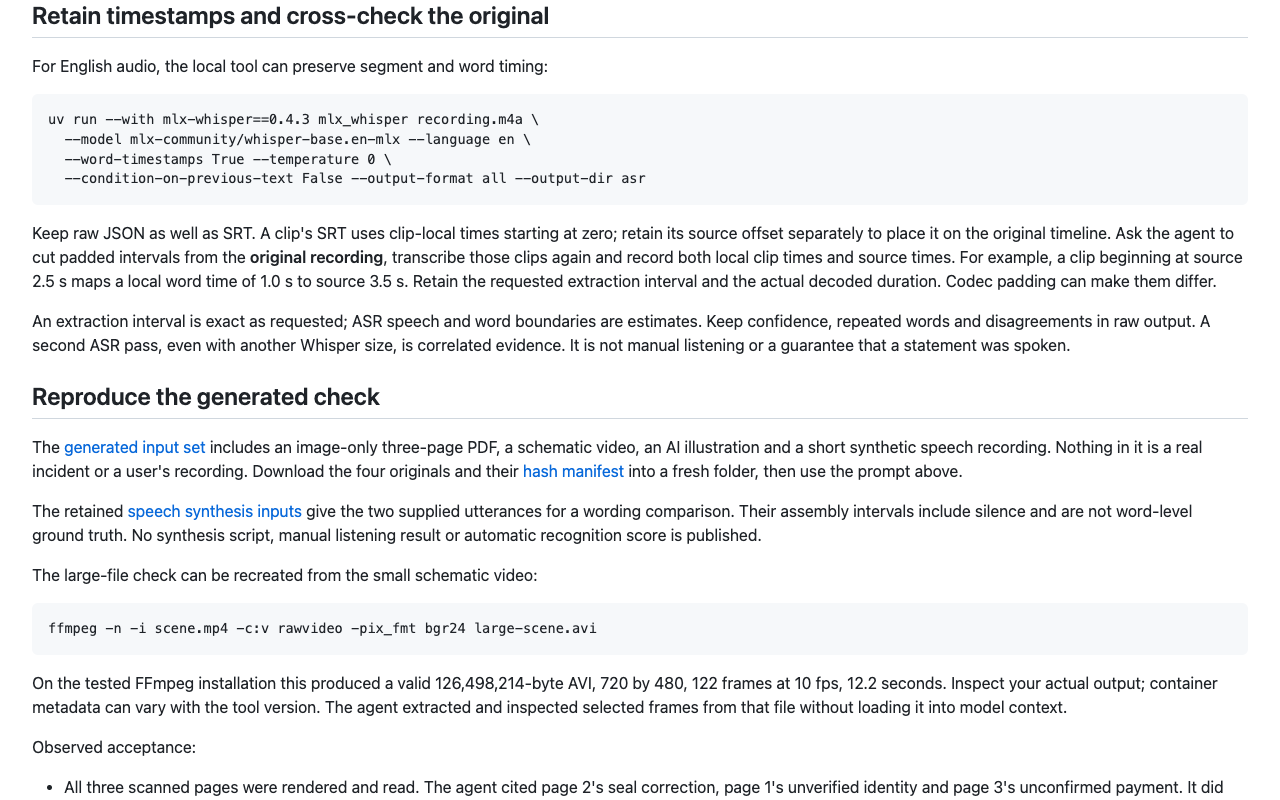 Retain timestamps and cross-check the original
For English audio, the local tool can preserve segment and word timing:
uv run --with mlx-whisper==0.4.3 mlx_whisper recording.m4a \
--model mlx-community/whisper-base.en-mlx --language en \
--word-timestamps True --temperature 0 \
--condition-on-previous-text False --output-format all --output-dir asr
Keep raw JSON as well as SRT. A clip's SRT uses clip-local times starting at zero; retain its source offset separately to place it on the original timeline. Ask the agent to
cut padded intervals from the original recording, transcribe those clips again and record both local clip times and source times. For example, a clip beginning at source
2.5 s maps a local word time of 1.0 s to source 3.5 s. Retain the requested extraction interval and the actual decoded duration. Codec padding can make them differ.
An extraction interval is exact as requested; ASR speech and word boundaries are estimates. Keep confidence, repeated words and disagreements in raw output. A
second ASR pass, even with another Whisper size, is correlated evidence. It is not manual listening or a guarantee that a statement was spoken.
Reproduce the generated check
The generated input set includes an image-only three-page PDF, a schematic video, an AI illustration and a short synthetic speech recording. Nothing in it is a real
incident or a user's recording. Download the four originals and their hash manifest into a fresh folder, then use the prompt above.
The retained speech synthesis inputs give the two supplied utterances for a wording comparison. Their assembly intervals include silence and are not word-level
ground truth. No synthesis script, manual listening result or automatic recognition score is published.
The large-file check can be recreated from the small schematic video:
ffmpeg -n -i scene.mp4 -c:v rawvideo -pix_fmt bgr24 large-scene.avi
On the tested FFmpeg installation this produced a valid 126,498,214-byte AVI, 720 by 480, 122 frames at 10 fps, 12.2 seconds. Inspect your actual output; container
metadata can vary with the tool version. The agent extracted and inspected selected frames from that file without loading it into model context.
Observed acceptance:
• All three scanned pages were rendered and read. The agent cited page 2's seal correction, page 1's unverified identity and page 3's unconfirmed payment. It did